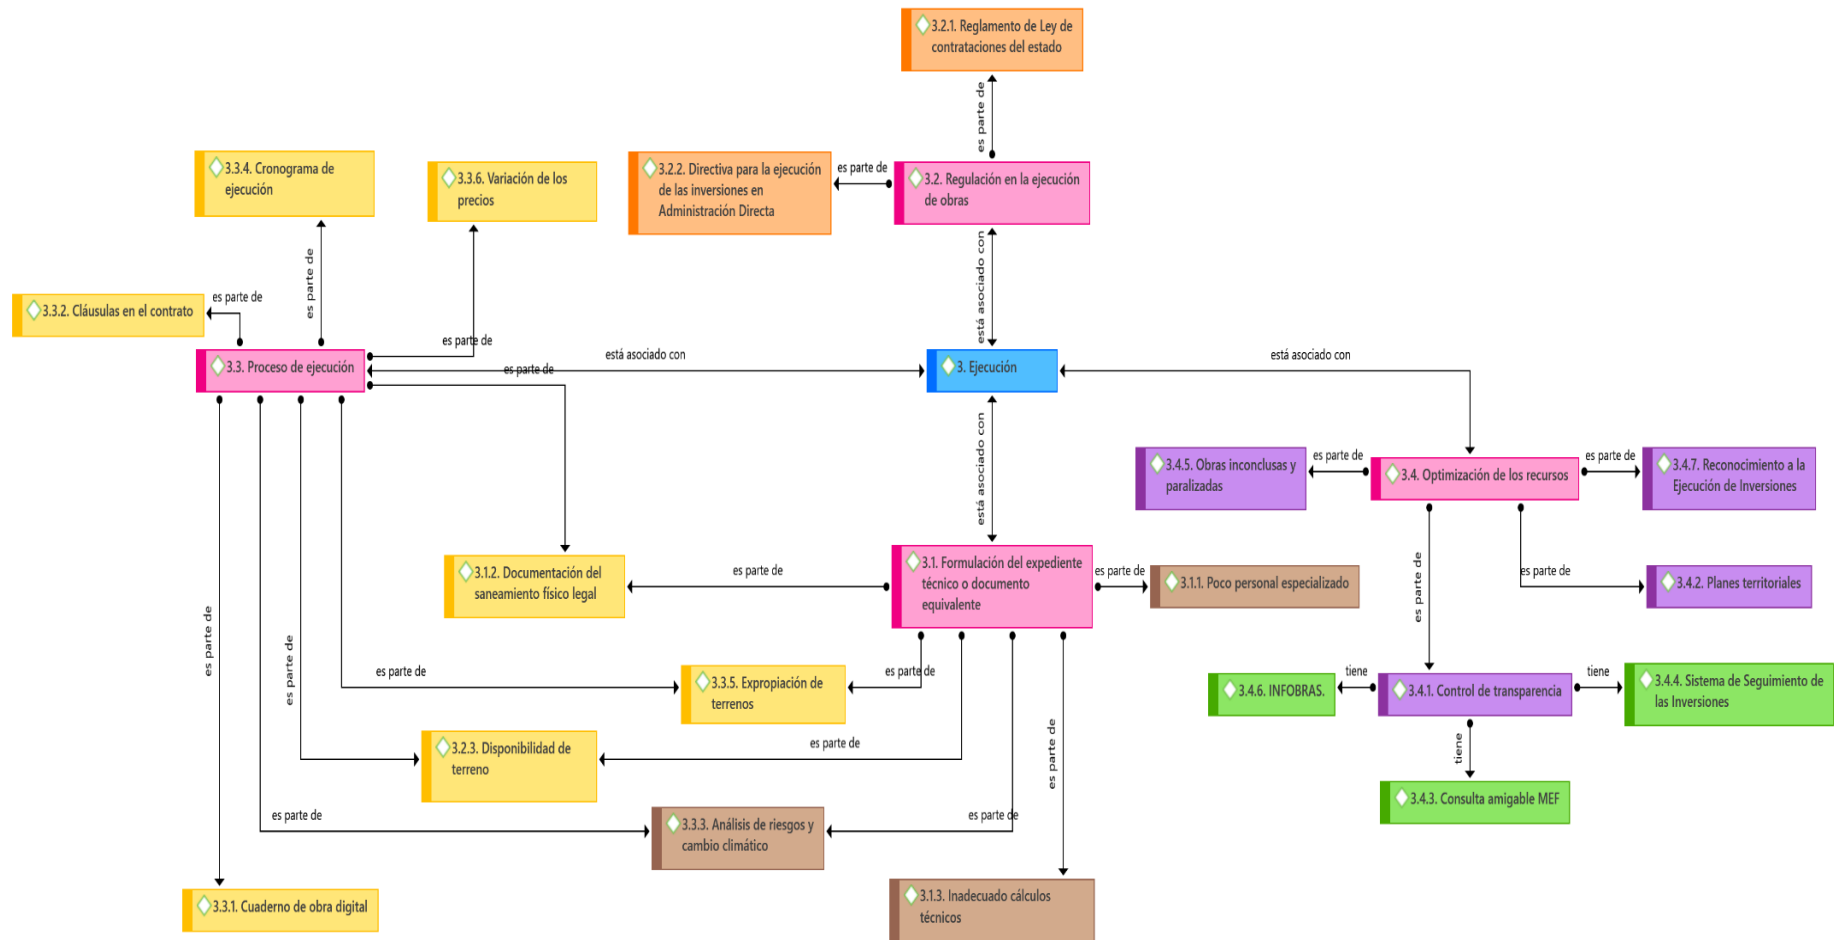 3.2.1. Reglamento de Ley de
contrataciones del estado
es parte de
3.3.4. Cronograma de
ejecución
3.3.6. Variación de los
precios
3.2.2. Directiva para la ejecución
de las inversiones en
Administración Directa
es parte de
3.2. Regulación en la ejecución
de obras
es parte de
está asociado con
3.3.2. Cláusulas en el contrato
es parte de
es parte de
3.3. Proceso de ejecución
está asociado con
es parte de
3. Ejecución
está asociado con
está asociado con
3.4.5. Obras inconclusas y
paralizadas
es parte de
3.4. Optimización de los recursos
es parte de
3.4.7. Reconocimiento a la
Ejecución de Inversiones
3.1.2. Documentación del
saneamiento físico legal
es parte de
3.1. Formulación del expediente
técnico o documento
equivalente
es parte de
3.1.1. Poco personal especializado
es parte de
es parte de
3.4.2. Planes territoriales
es parte de
es parte de
es parte de
3.3.5. Expropiación de
terrenos
es parte de
3.4.6. INFOBRAS.
tiene
3.4.1. Control de transparencia
tiene
3.4.4. Sistema de Seguimiento de
las Inversiones
3.2.3. Disponibilidad de
terreno
es parte de
es parte de
tiene
3.4.3. Consulta amigable MEF
es parte de
3.3.3. Análisis de riesgos y
cambio climático
es parte de
3.3.1. Cuaderno de obra digital
3.1.3. Inadecuado cálculos
técnicos